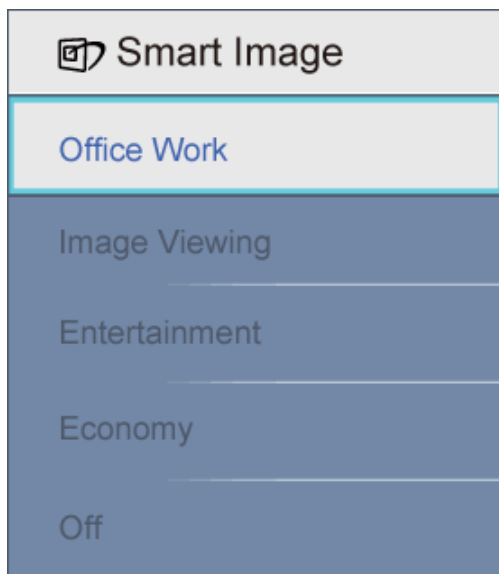 Smart Image
Office Work
Image Viewing
Entertainment
Economy
Off